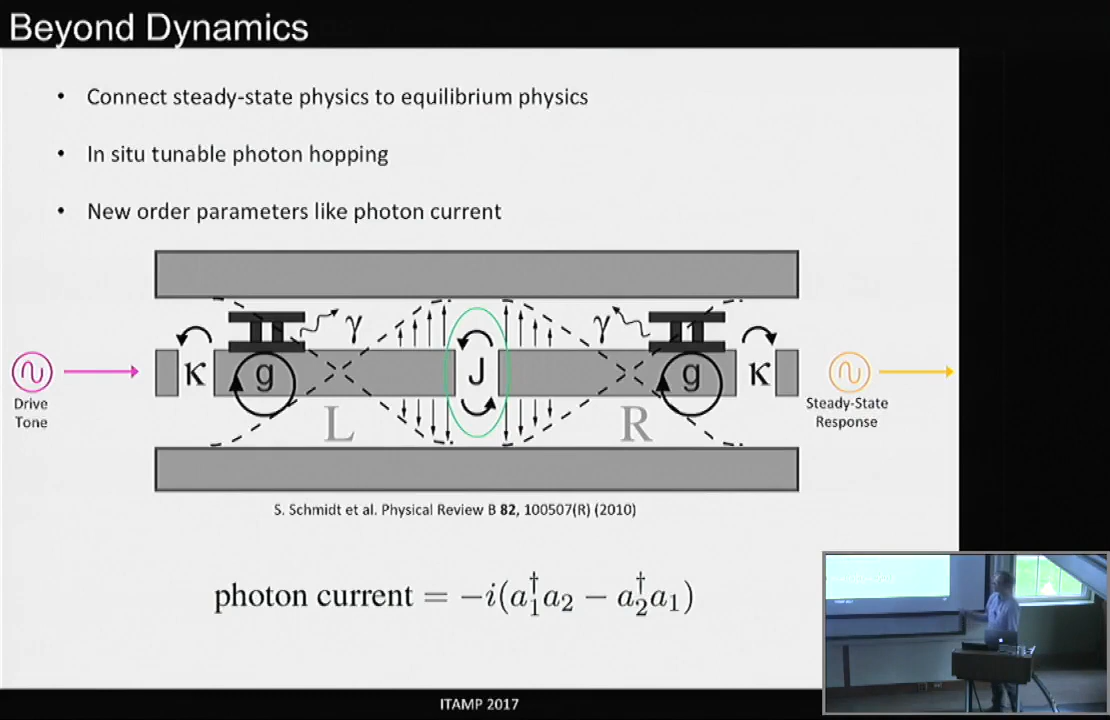 Beyond Dynamics
• Connect steady-state physics to equilibrium physics
• In situ tunable photon hopping
• New order parameters like photon current
γ
γ
κ
g
J
g
κ
Drive
Tone
L
R
Steady-State
Response
S. Schmidt et al. Physical Review B 82, 100507(R) (2010)
photon current = −i(a₁†a₂ − a₂†a₁)
ITAMP 2017